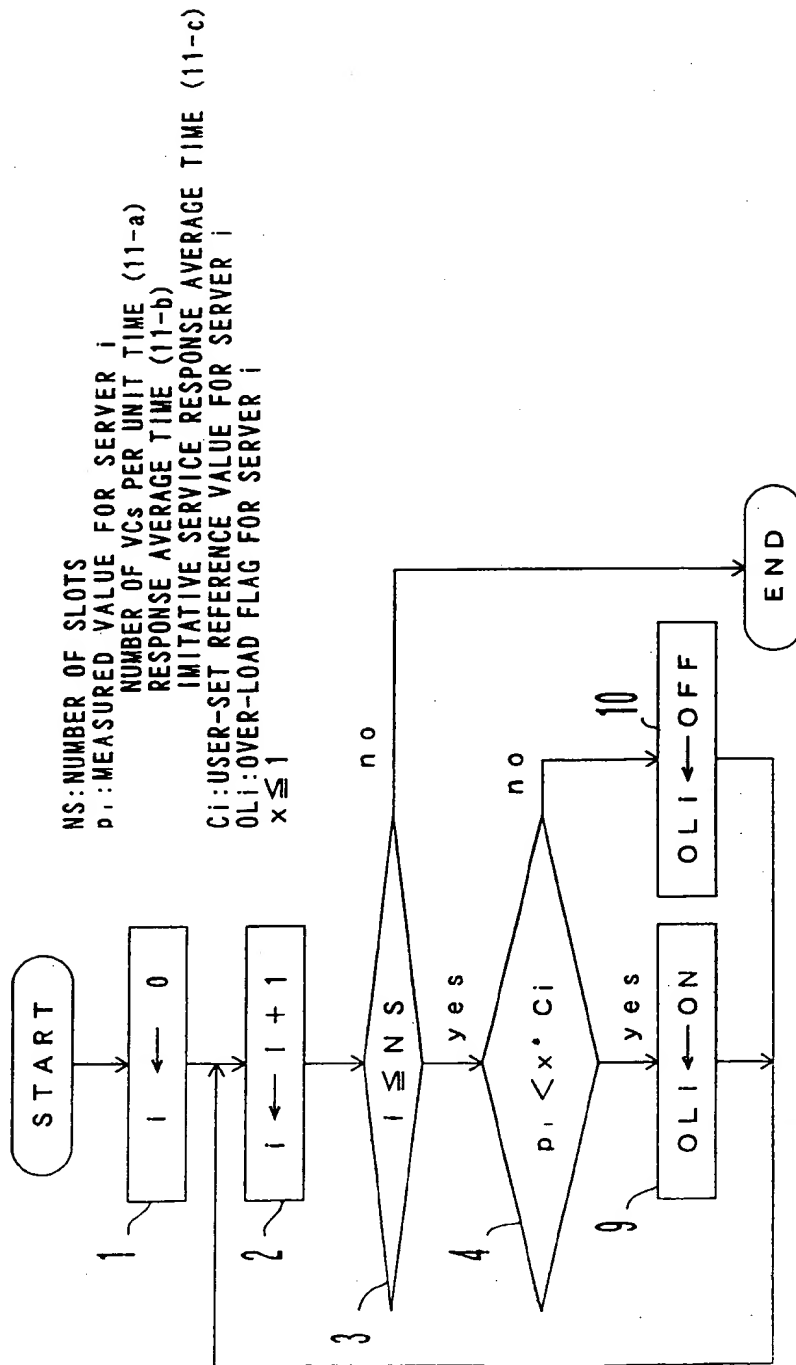 NS:NUMBER OF SLOTS
pi:MEASURED VALUE FOR SERVER i
NUMBER OF VCs PER UNIT TIME (11-a)
RESPONSE AVERAGE TIME (11-b)
IMITATIVE SERVICE RESPONSE AVERAGE TIME (11-c)
Ci:USER-SET REFERENCE VALUE FOR SERVER i
OLi:OVER-LOAD FLAG FOR SERVER i
x ≦ 1
START
1
i ← 0
2
i ← i + 1
3
i ≦ NS
no
yes
4
pi < x* Ci
no
yes
9
OLi ← ON
10
OLi ← OFF
END